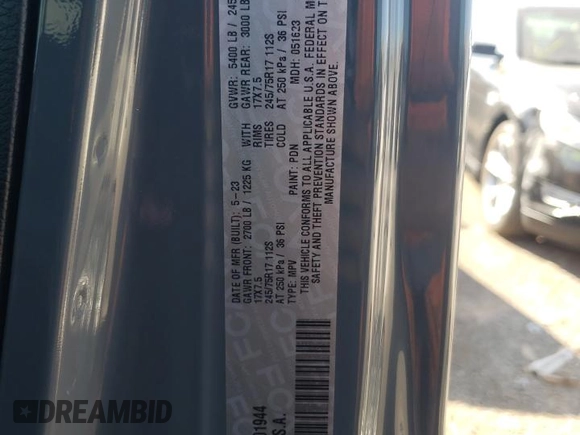 DATE OF MFR (BUILT): 5-23 GVWR: 5400 LB / 245
GAWR FRONT: 2700 LB / 1225 KG WITH GAWR REAR: 3000 LB
17X7.5 RIMS 17X7.5
245/75R17 112S TIRES 245/75R17 112S
AT 250 kPa / 36 PSI COLD AT 250 kPa / 36 PSI
TYPE: MPV PAINT: PDN MDH: 051623
THIS VEHICLE CONFORMS TO ALL APPLICABLE U.S.A. FEDERAL M
SAFETY AND THEFT PREVENTION STANDARDS IN EFFECT ON T
MANUFACTURE SHOWN ABOVE.
01944
S.A.
DREAMBID